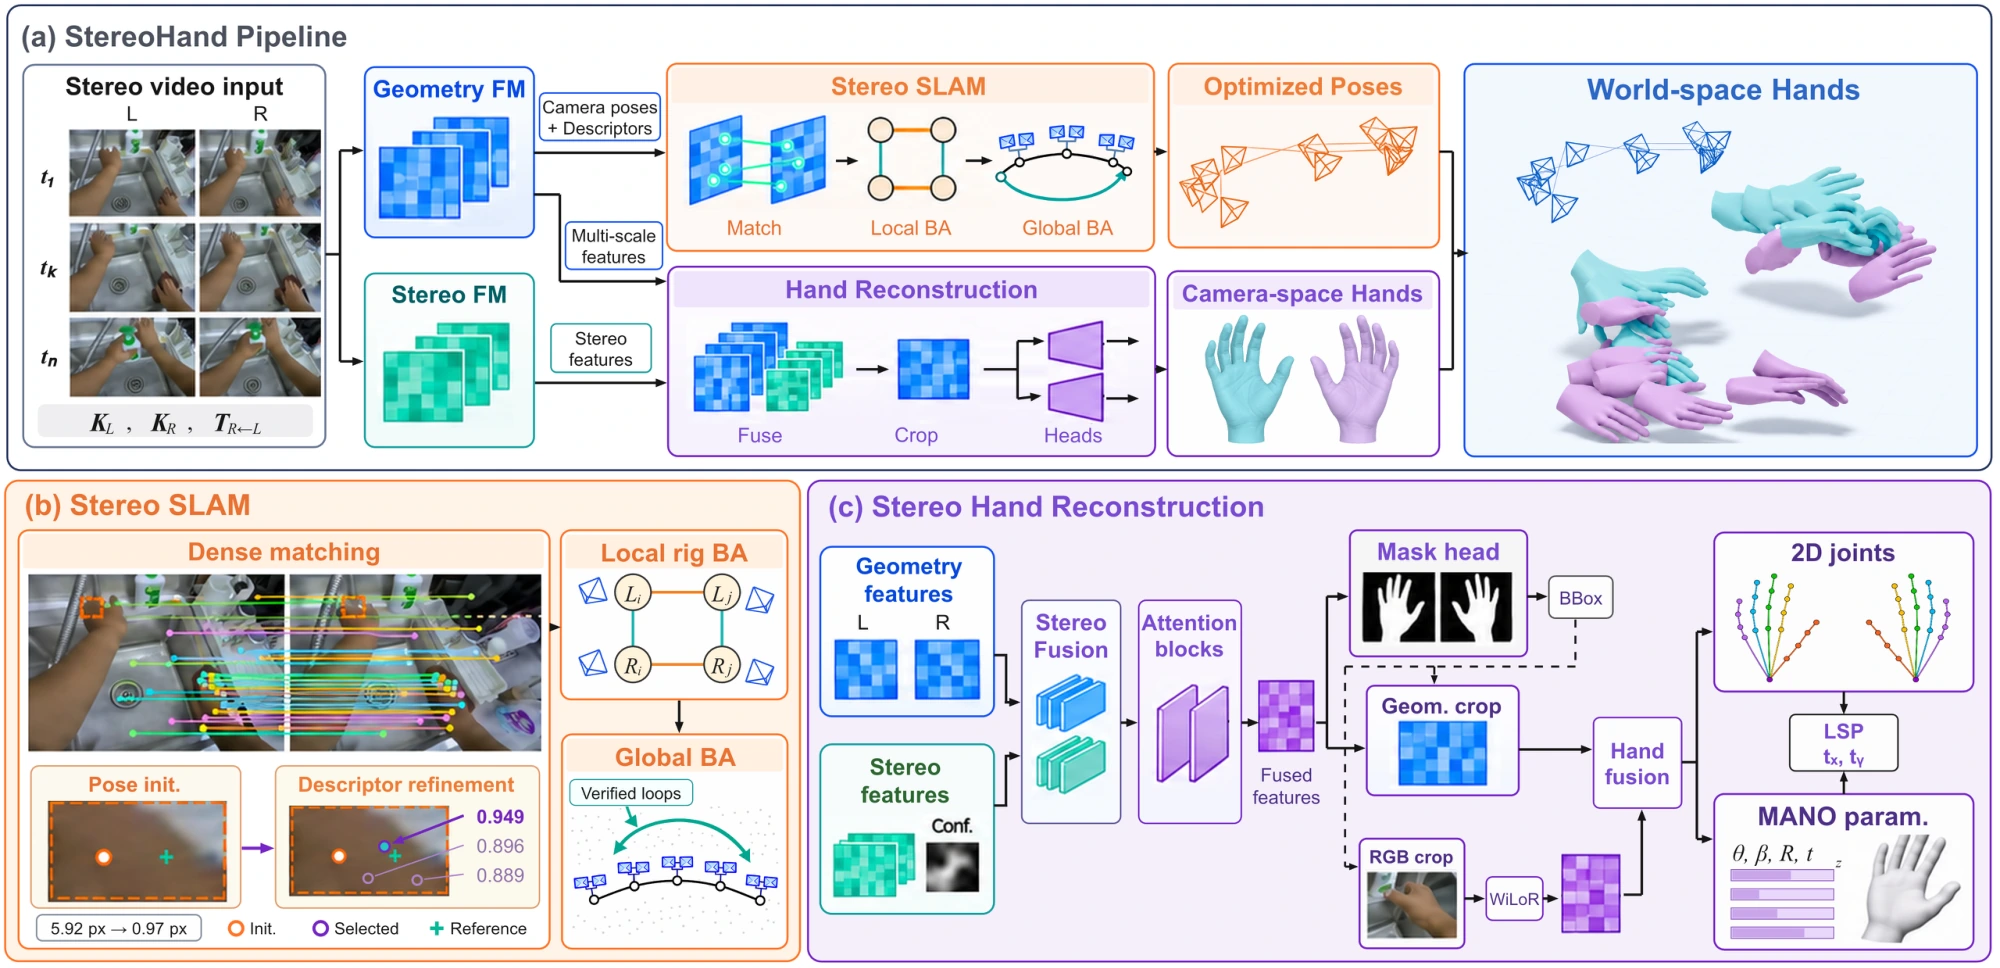 (a) StereoHand Pipeline
Stereo video input
L
R
t1
tk
tn
KL , KR , TR←L
Geometry FM
Stereo FM
Camera poses
+ Descriptors
Multi-scale
features
Stereo
features
Stereo SLAM
Match
Local BA
Global BA
Hand Reconstruction
Fuse
Crop
Heads
Optimized Poses
Camera-space Hands
World-space Hands
(b) Stereo SLAM
Dense matching
Pose init.
Descriptor refinement
0.949
0.896
0.889
5.92 px → 0.97 px
Init.
Selected
Reference
Local rig BA
Li
Lj
Ri
Rj
Global BA
Verified loops
(c) Stereo Hand Reconstruction
Geometry
features
L
R
Stereo
features
Conf.
Stereo
Fusion
Attention
blocks
Fused
features
Mask head
BBox
Geom. crop
RGB crop
WiLoR
Hand
fusion
2D joints
LSP
tx, ty
MANO param.
θ, β, R, tz